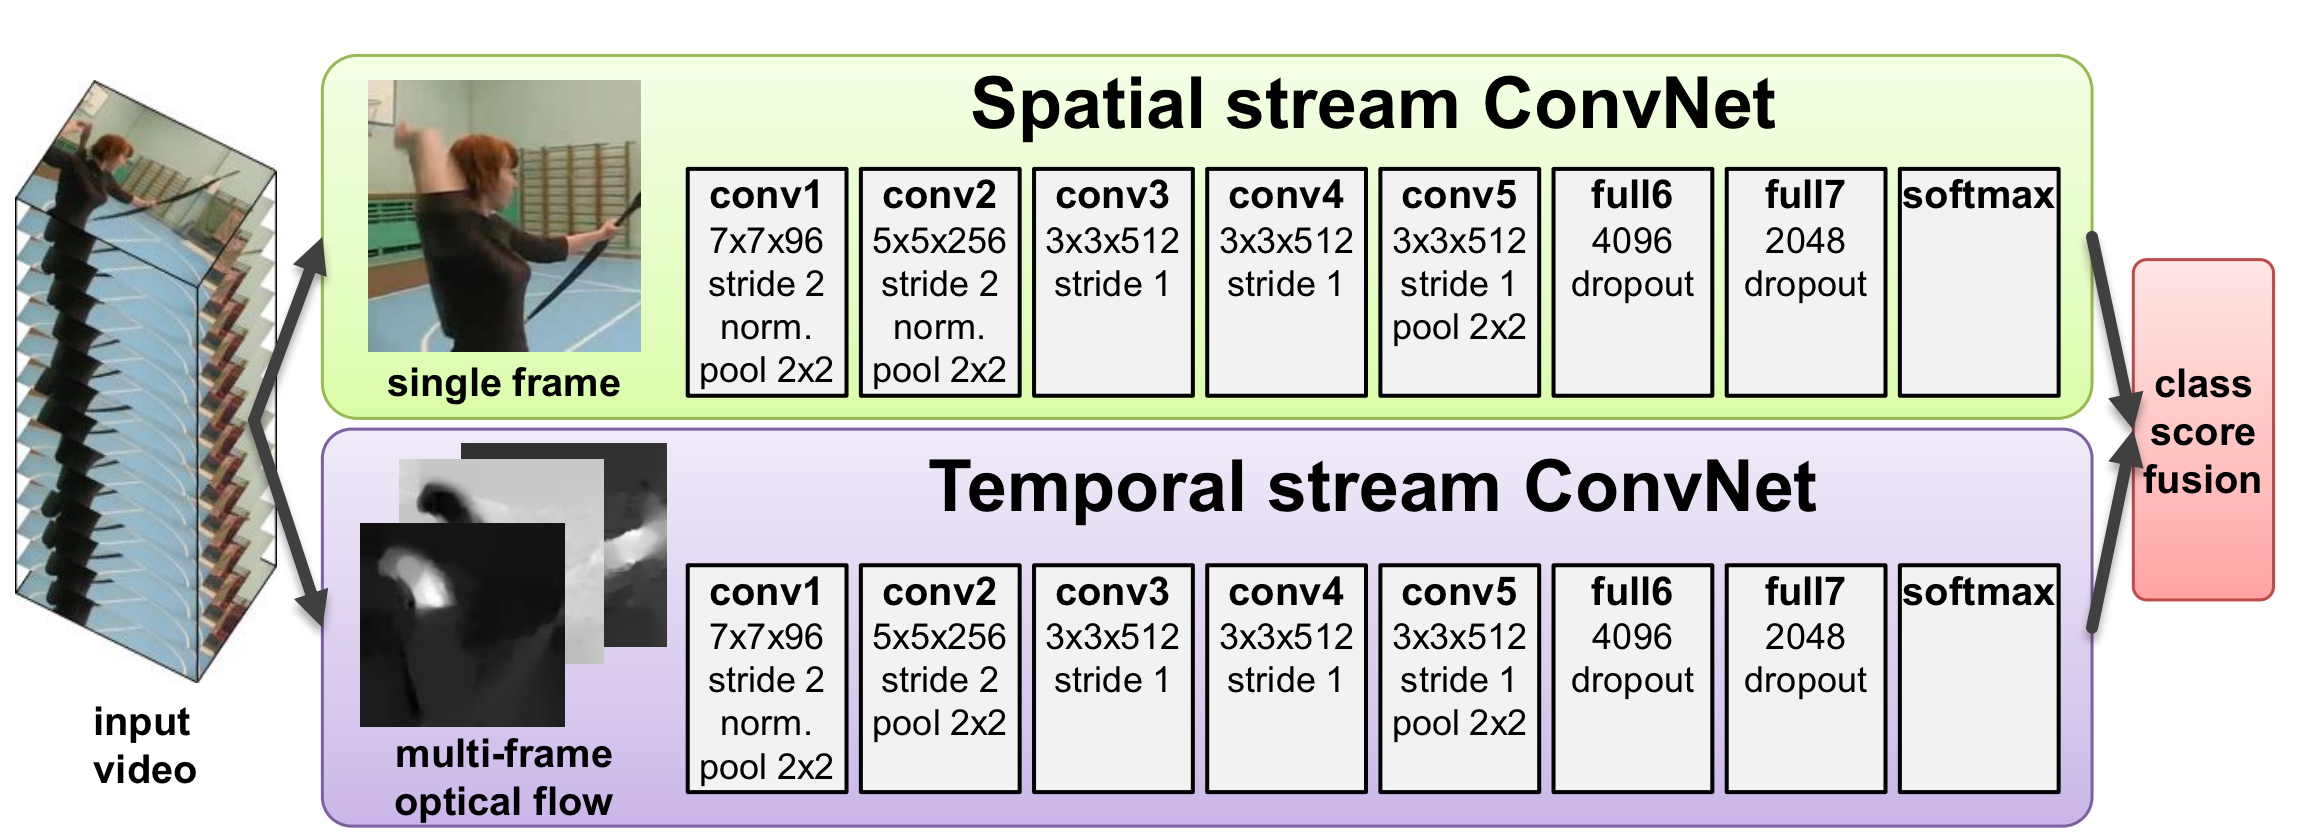 Spatial stream ConvNet
single frame
conv1
7x7x96
stride 2
norm.
pool 2x2
conv2
5x5x256
stride 2
norm.
pool 2x2
conv3
3x3x512
stride 1
conv4
3x3x512
stride 1
conv5
3x3x512
stride 1
pool 2x2
full6
4096
dropout
full7
2048
dropout
softmax
input
video
Temporal stream ConvNet
multi-frame
optical flow
conv1
7x7x96
stride 2
norm.
pool 2x2
conv2
5x5x256
stride 2
pool 2x2
conv3
3x3x512
stride 1
conv4
3x3x512
stride 1
conv5
3x3x512
stride 1
pool 2x2
full6
4096
dropout
full7
2048
dropout
softmax
class
score
fusion